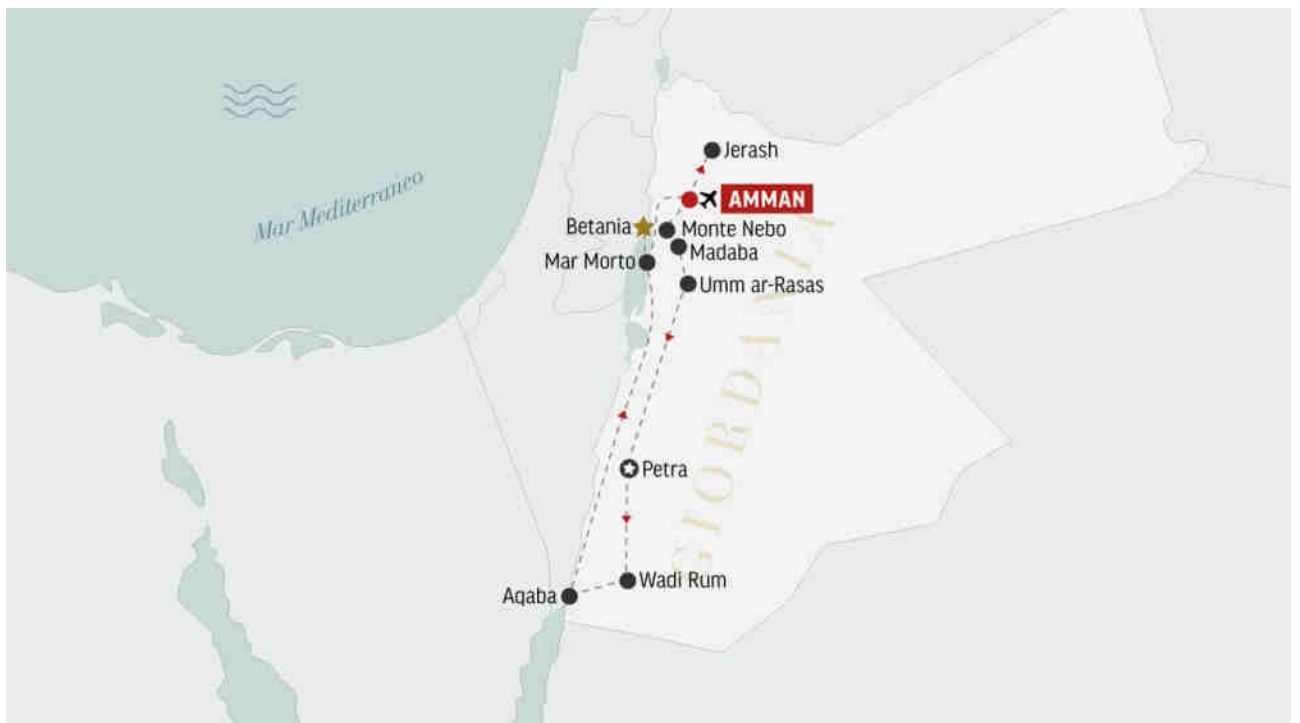 Jerash
AMMAN
Mar Mediterraneo
Betania
Monte Nebo
Madaba
Mar Morto
Umm ar-Rasas
GIORDANIA
Petra
Wadi Rum
Aqaba